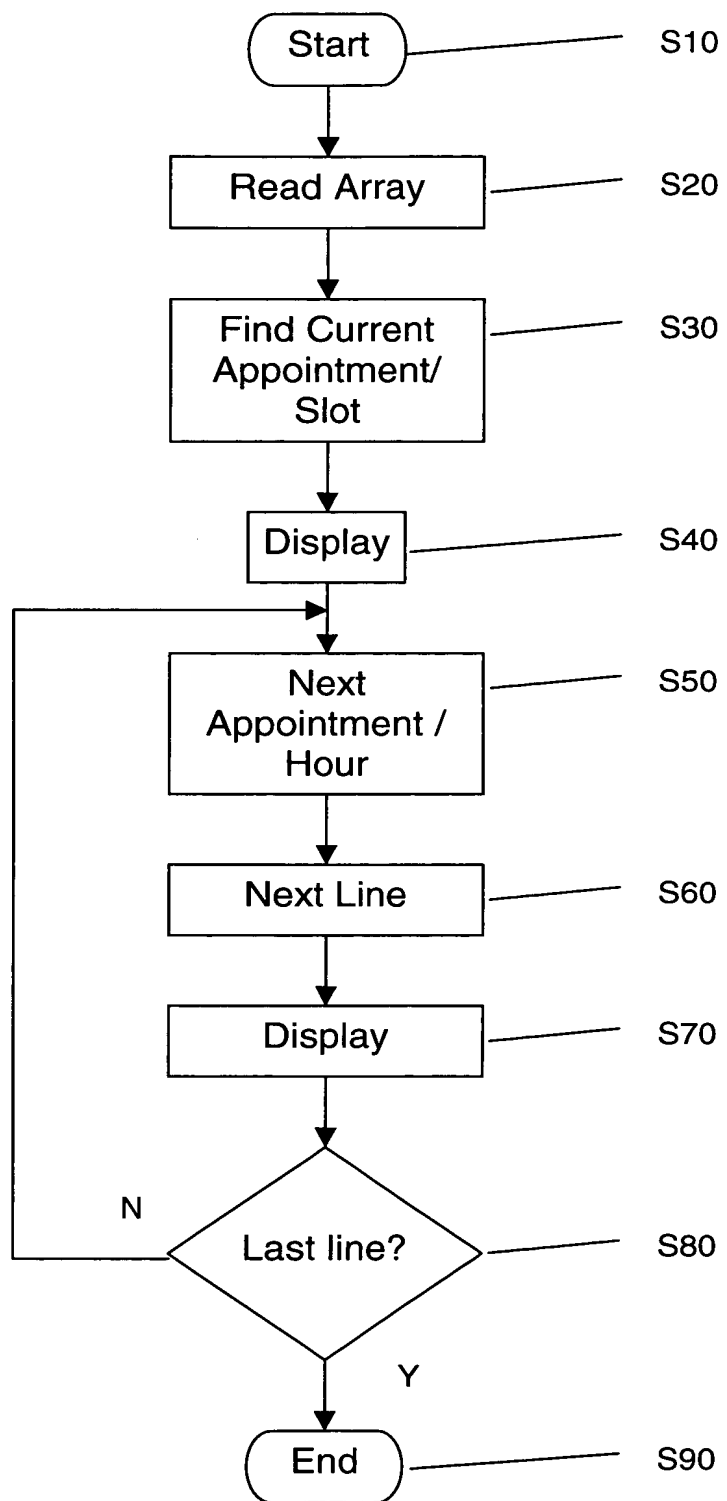 Start
S10
Read Array
S20
Find Current
Appointment/
Slot
S30
Display
S40
Next
Appointment /
Hour
S50
Next Line
S60
Display
S70
N
Last line?
S80
Y
End
S90